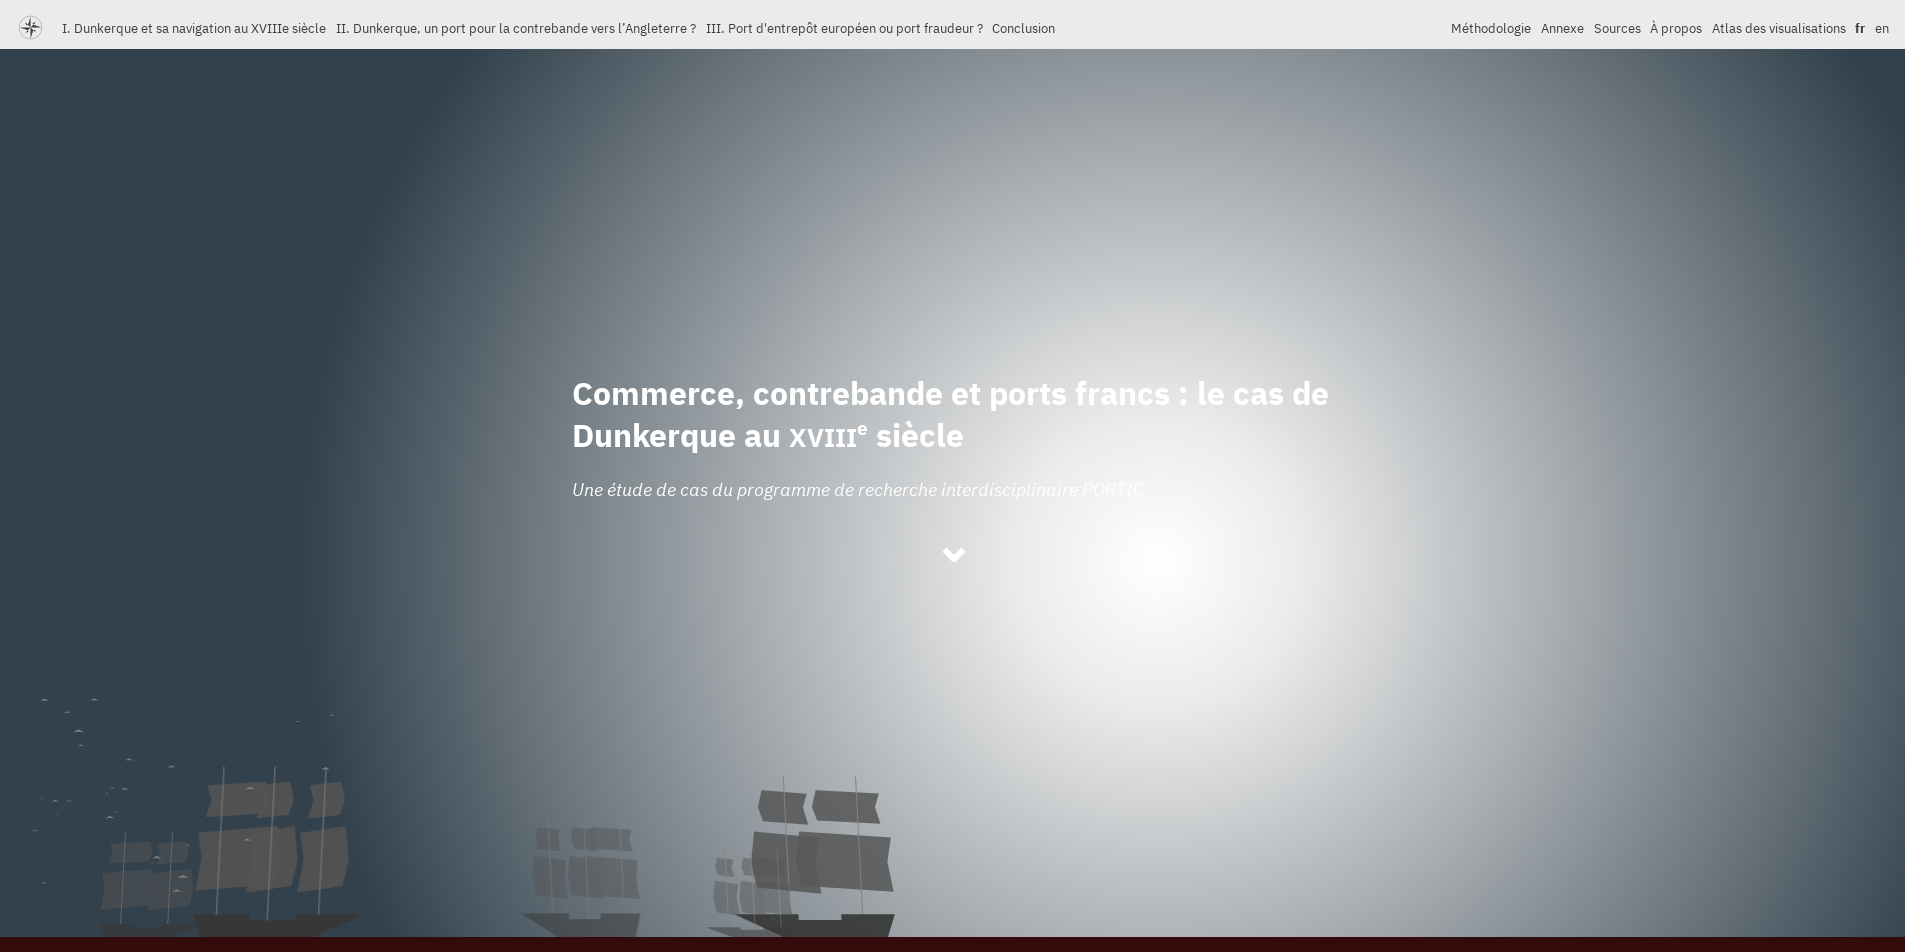 I. Dunkerque et sa navigation au XVIIIe siècle II. Dunkerque, un port pour la contrebande vers l’Angleterre ? III. Port d'entrepôt européen ou port fraudeur ? Conclusion Méthodologie Annexe Sources À propos Atlas des visualisations fr en
Commerce, contrebande et ports francs : le cas de
Dunkerque au XVIIIe siècle
Une étude de cas du programme de recherche interdisciplinaire PORTIC